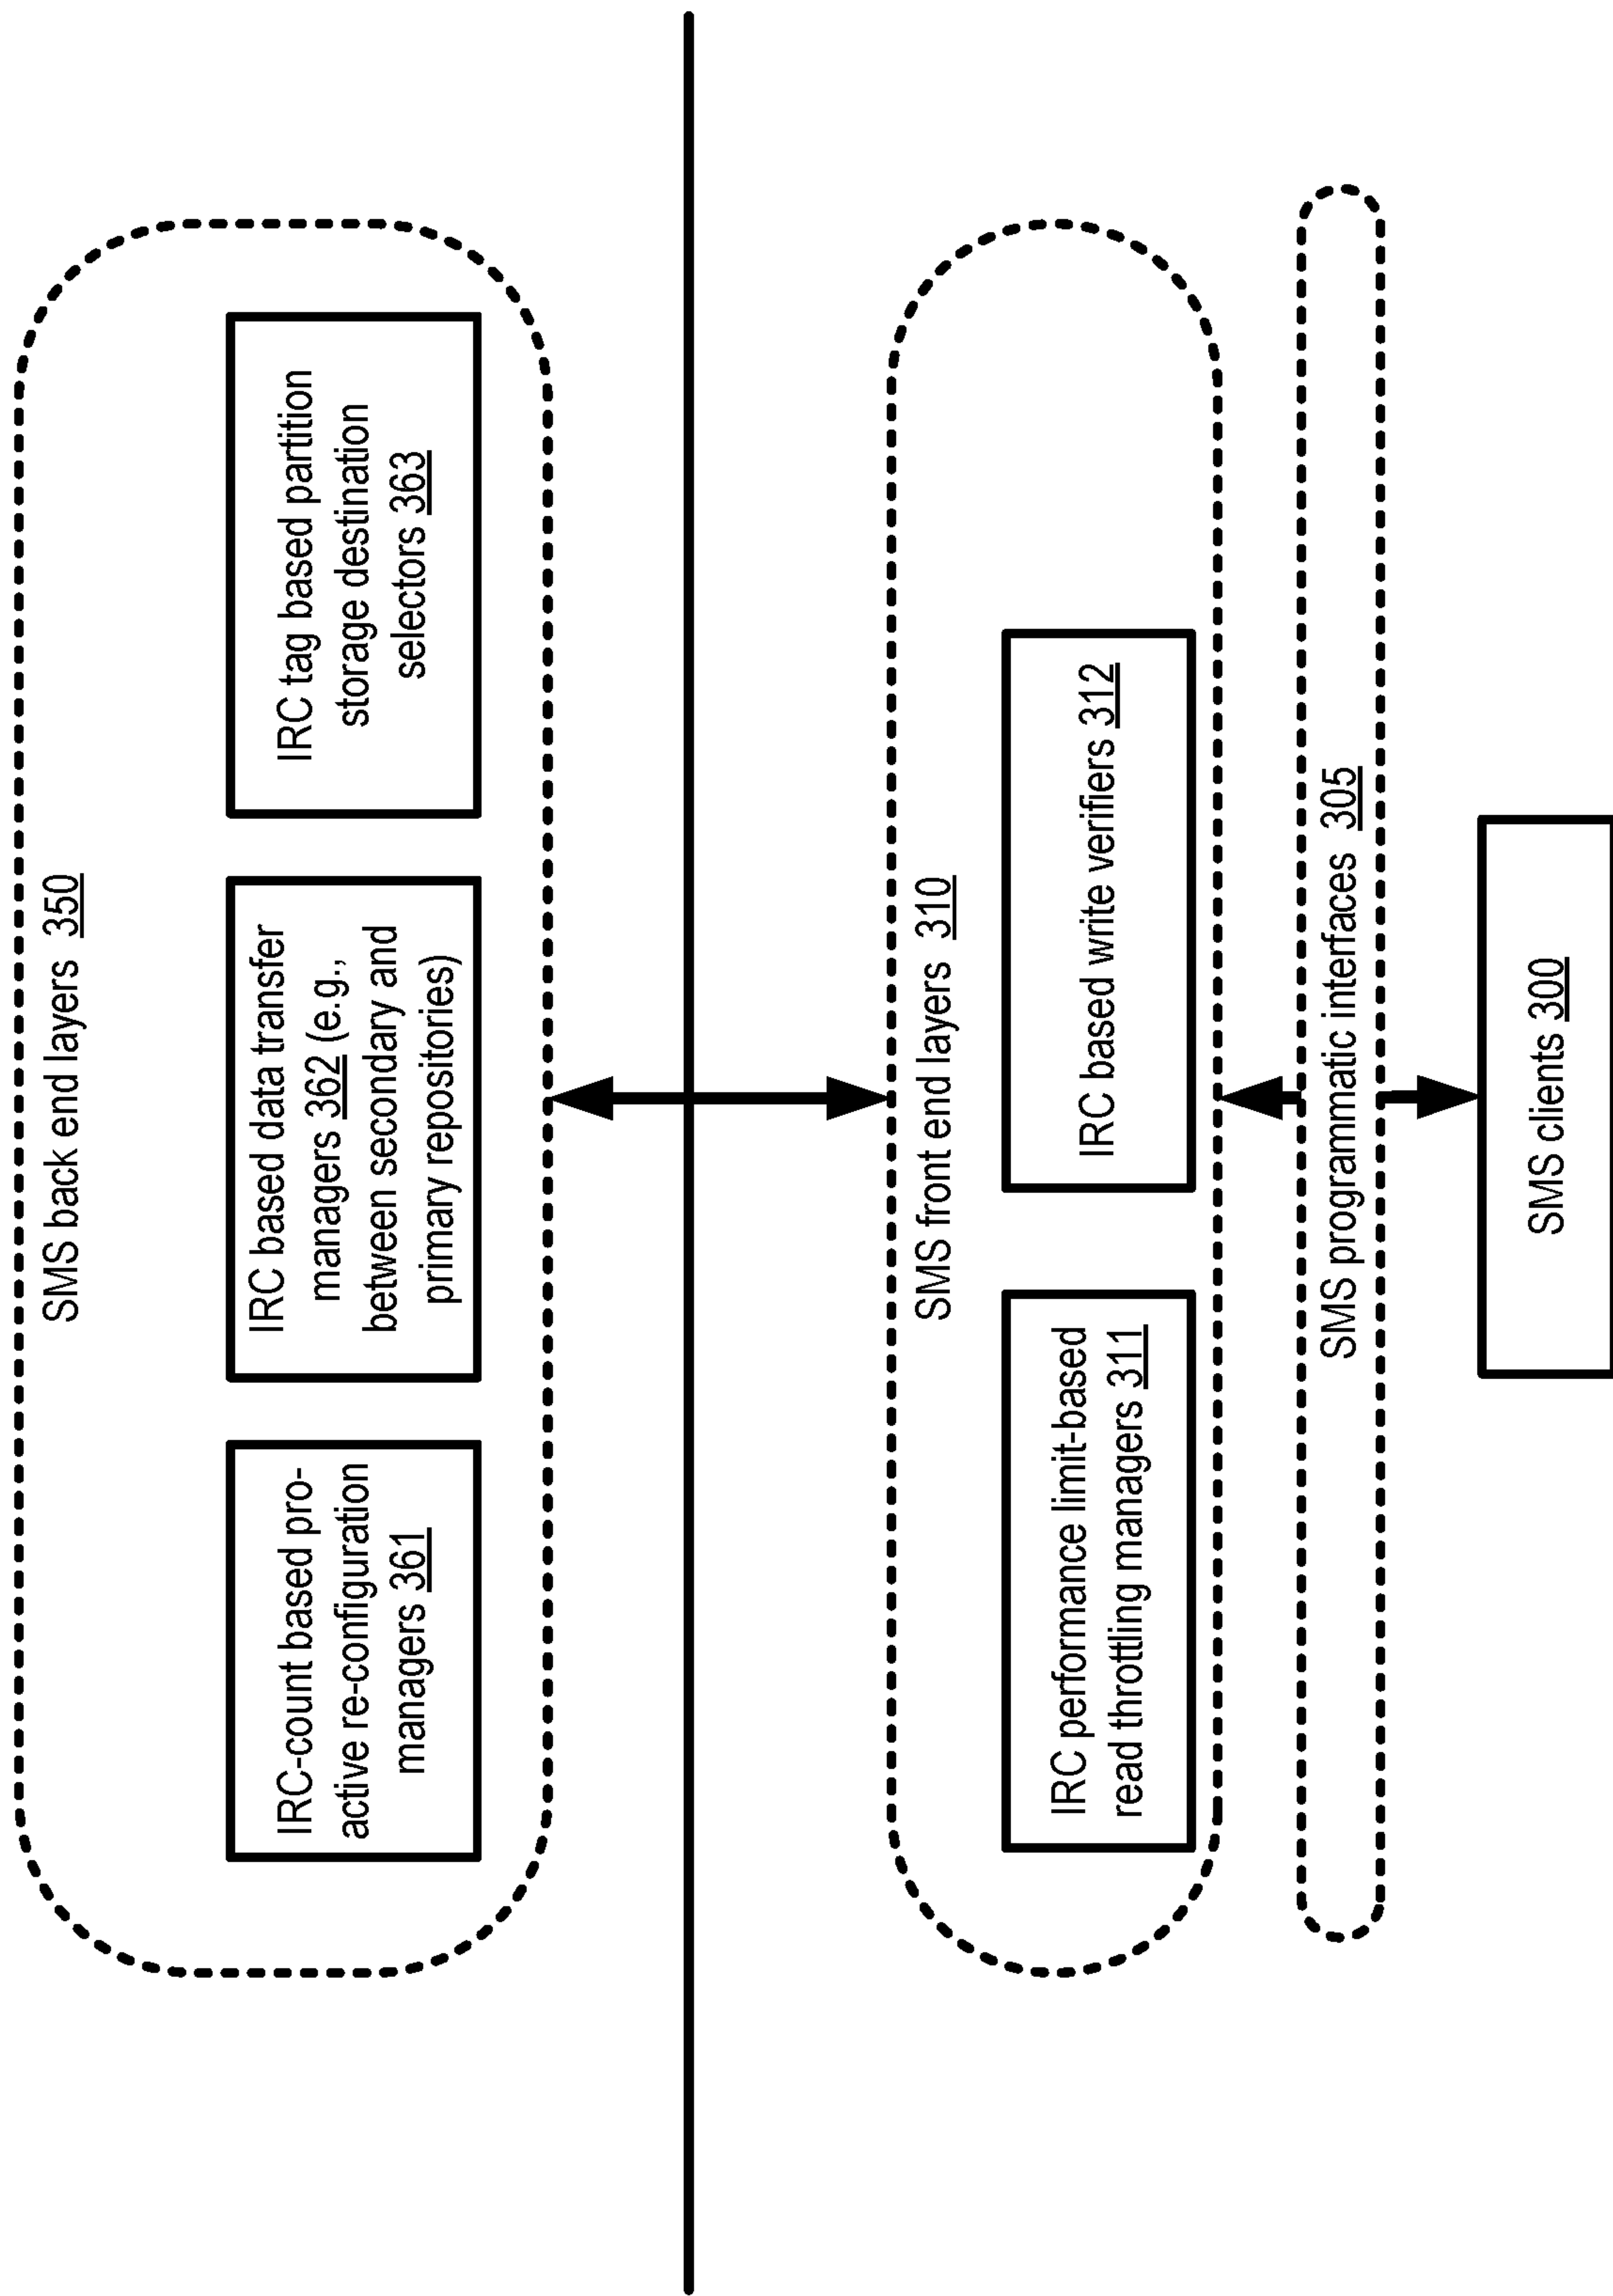 SMS back end layers 350
IRC-count based pro-
active re-configuration
managers 361
IRC based data transfer
managers 362 (e.g.,
between secondary and
primary repositories)
IRC tag based partition
storage destination
selectors 363
SMS front end layers 310
IRC performance limit-based
read throttling managers 311
IRC based write verifiers 312
SMS programmatic interfaces 305
SMS clients 300